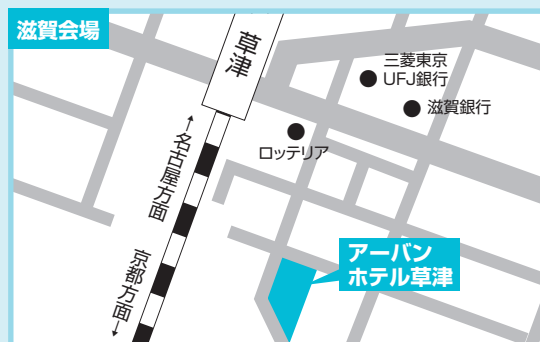 滋賀会場
草津
三菱東京
UFJ銀行
滋賀銀行
ロッテリア
←名古屋方面
京都方面→
アーバン
ホテル草津